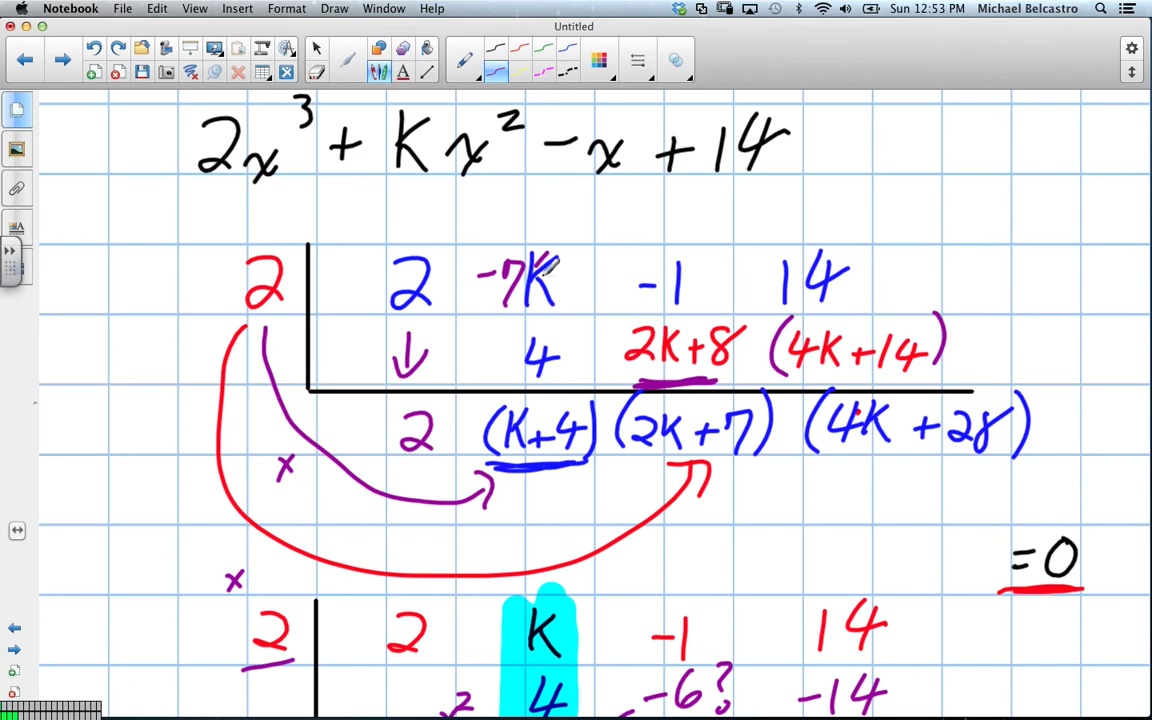 Notebook File Edit View Insert Format Draw Window Help Sun 12:53 PM Michael Belcastro
Untitled
2x³ + Kx² - x + 14
2 2 -7K -1 14
4 2K+8 (4K+14)
2 (K+4) (2K+7) (4K+28)
x
=0
x
2 2 K -1 14
x2 4 -6? -14